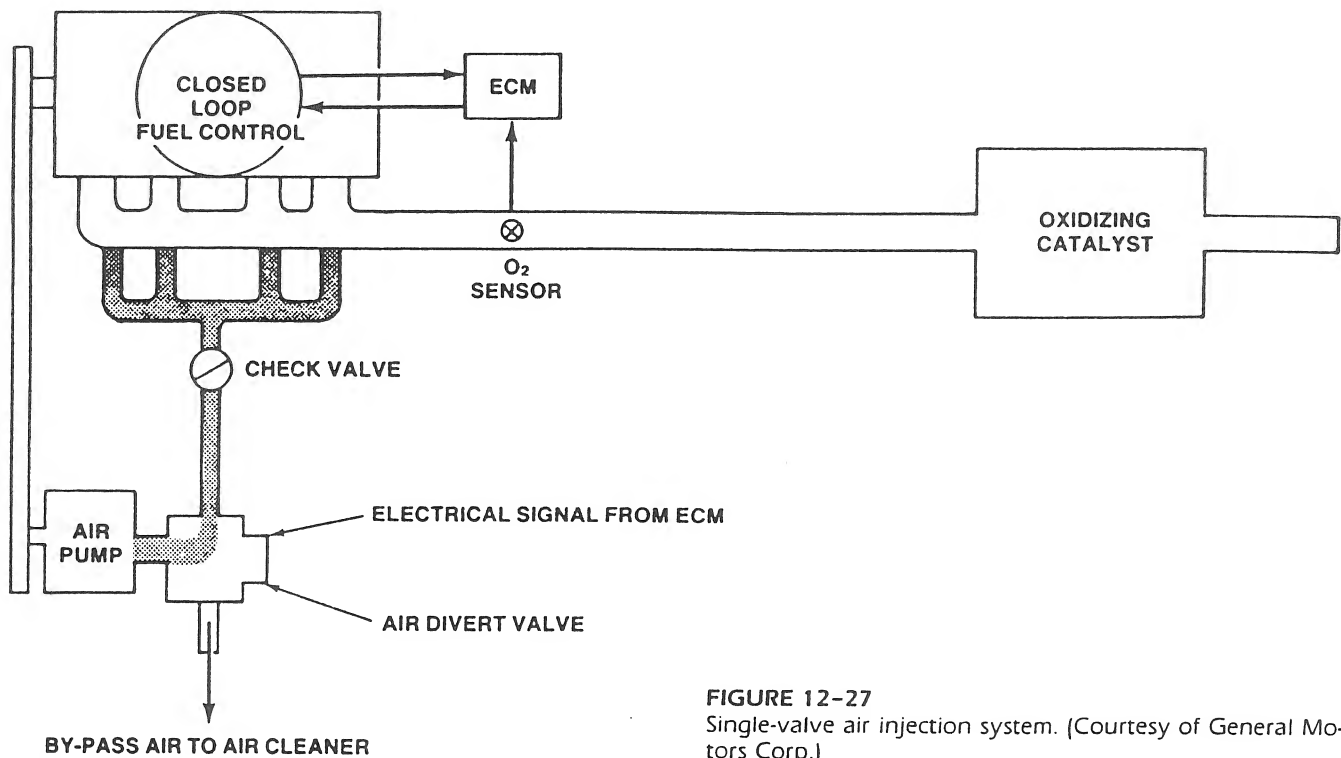 CLOSED
LOOP
FUEL CONTROL
ECM
OXIDIZING
CATALYST
O₂
SENSOR
CHECK VALVE
AIR
PUMP
ELECTRICAL SIGNAL FROM ECM
AIR DIVERT VALVE
BY-PASS AIR TO AIR CLEANER
FIGURE 12-27
Single-valve air injection system. (Courtesy of General Mo-
tors Corp.)